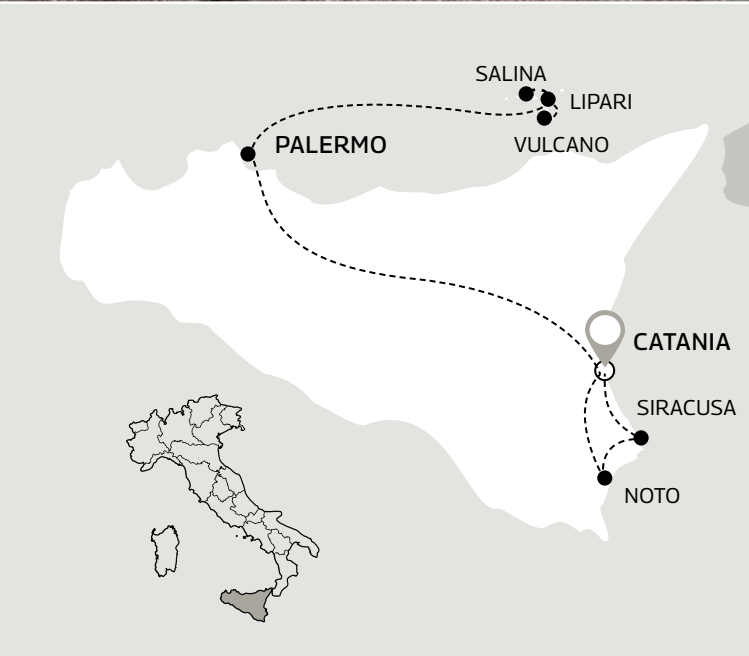 SALINA
LIPARI
VULCANO
PALERMO
CATANIA
SIRACUSA
NOTO